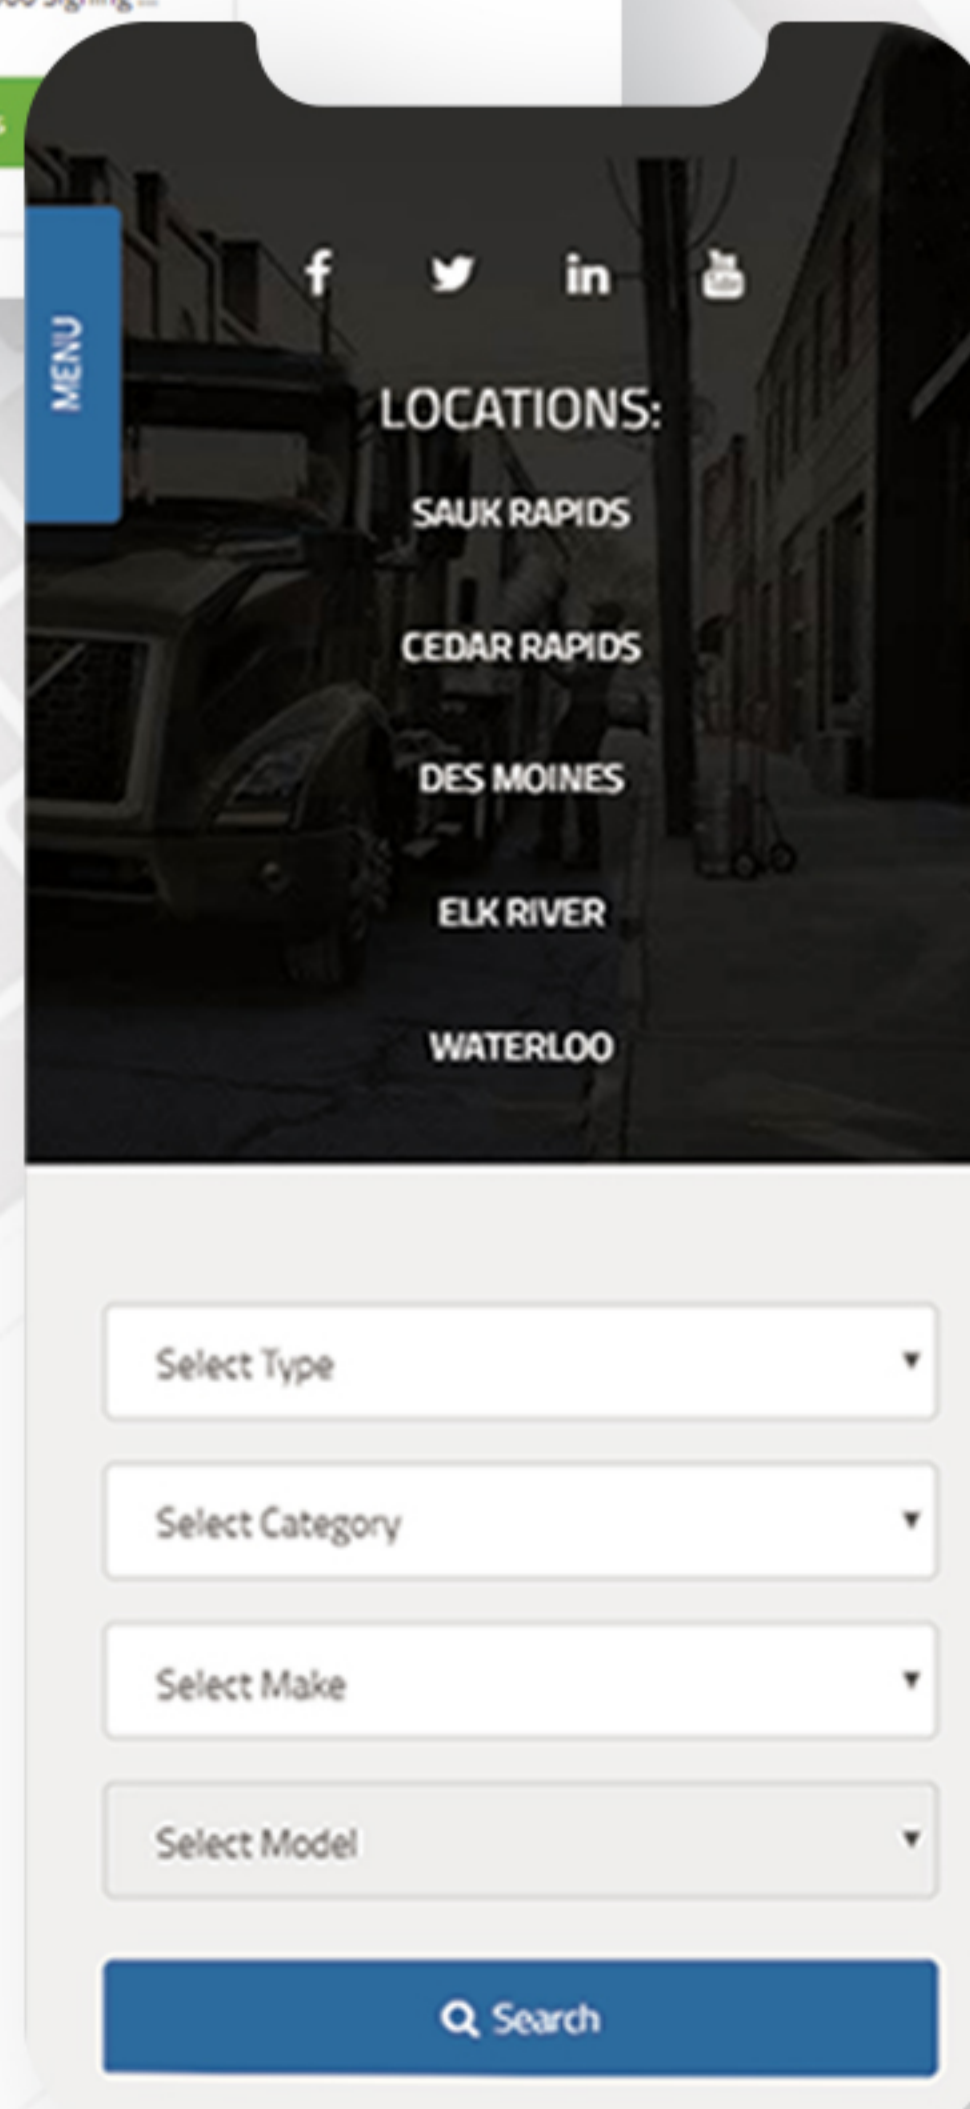 Signing ...
MENU
LOCATIONS:
SAUK RAPIDS
CEDAR RAPIDS
DES MOINES
ELK RIVER
WATERLOO
Select Type
Select Category
Select Make
Select Model
Search